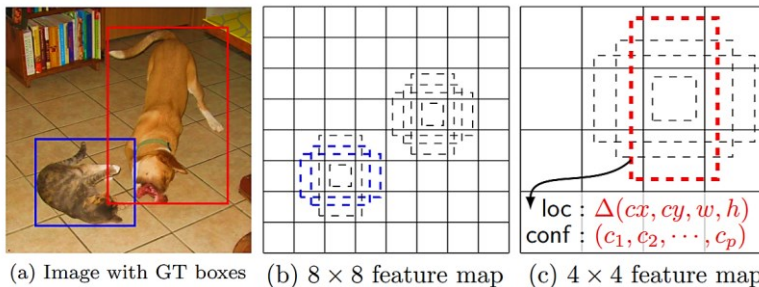 loc : Δ(cx, cy, w, h)
conf : (c₁, c₂, ⋯, cₚ)
(a) Image with GT boxes
(b) 8 × 8 feature map
(c) 4 × 4 feature map